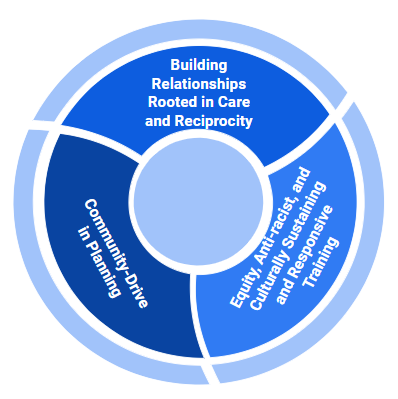 Building
Relationships
Rooted in Care
and Reciprocity
Equity, Anti-racist, and
Culturally Sustaining
and Responsive
Training
Community-Drive
in Planning